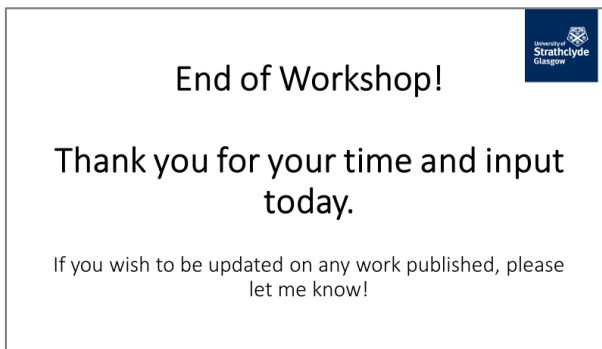 University of
Strathclyde
Glasgow
End of Workshop!
Thank you for your time and input
today.
If you wish to be updated on any work published, please
let me know!